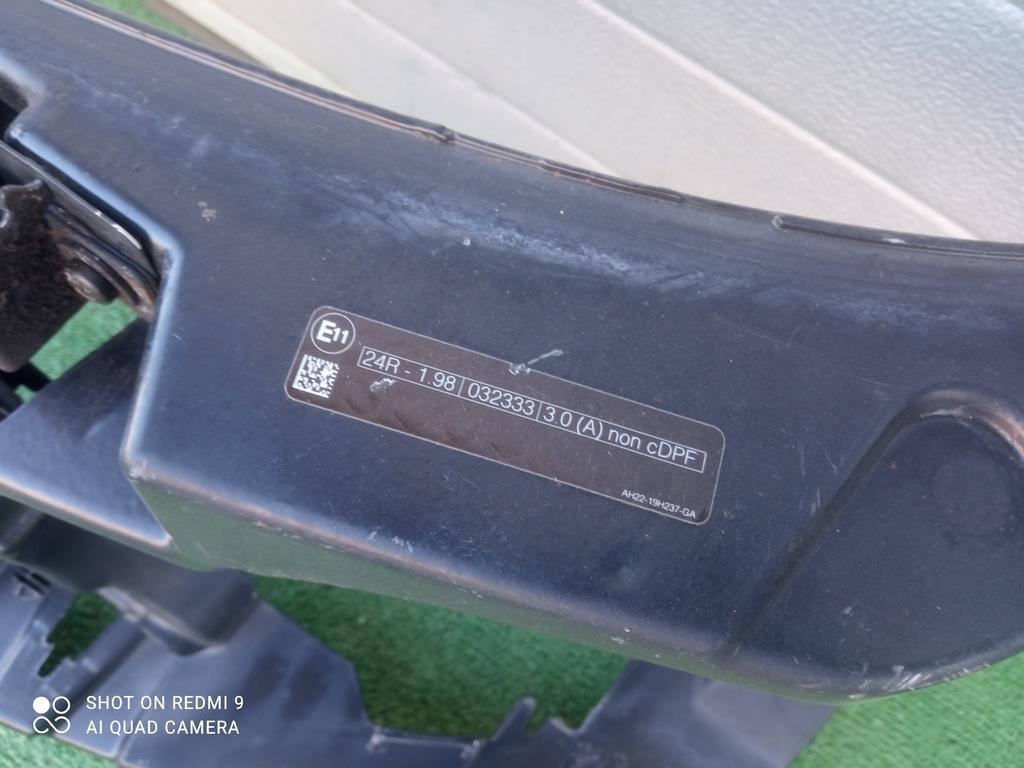 E11
24R - 1.98 | 032333 | 3.0 (A) non cDPF
AH22-19H237-GA
SHOT ON REDMI 9
AI QUAD CAMERA